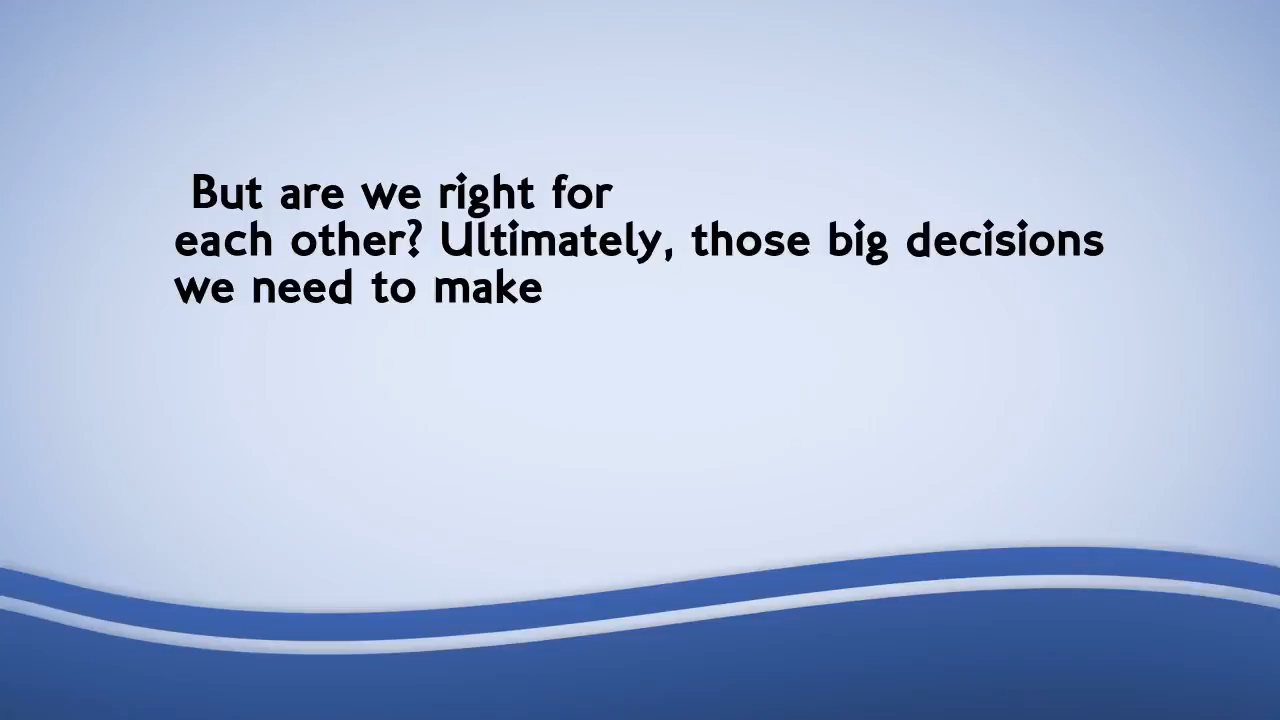 But are we right for
each other? Ultimately, those big decisions
we need to make